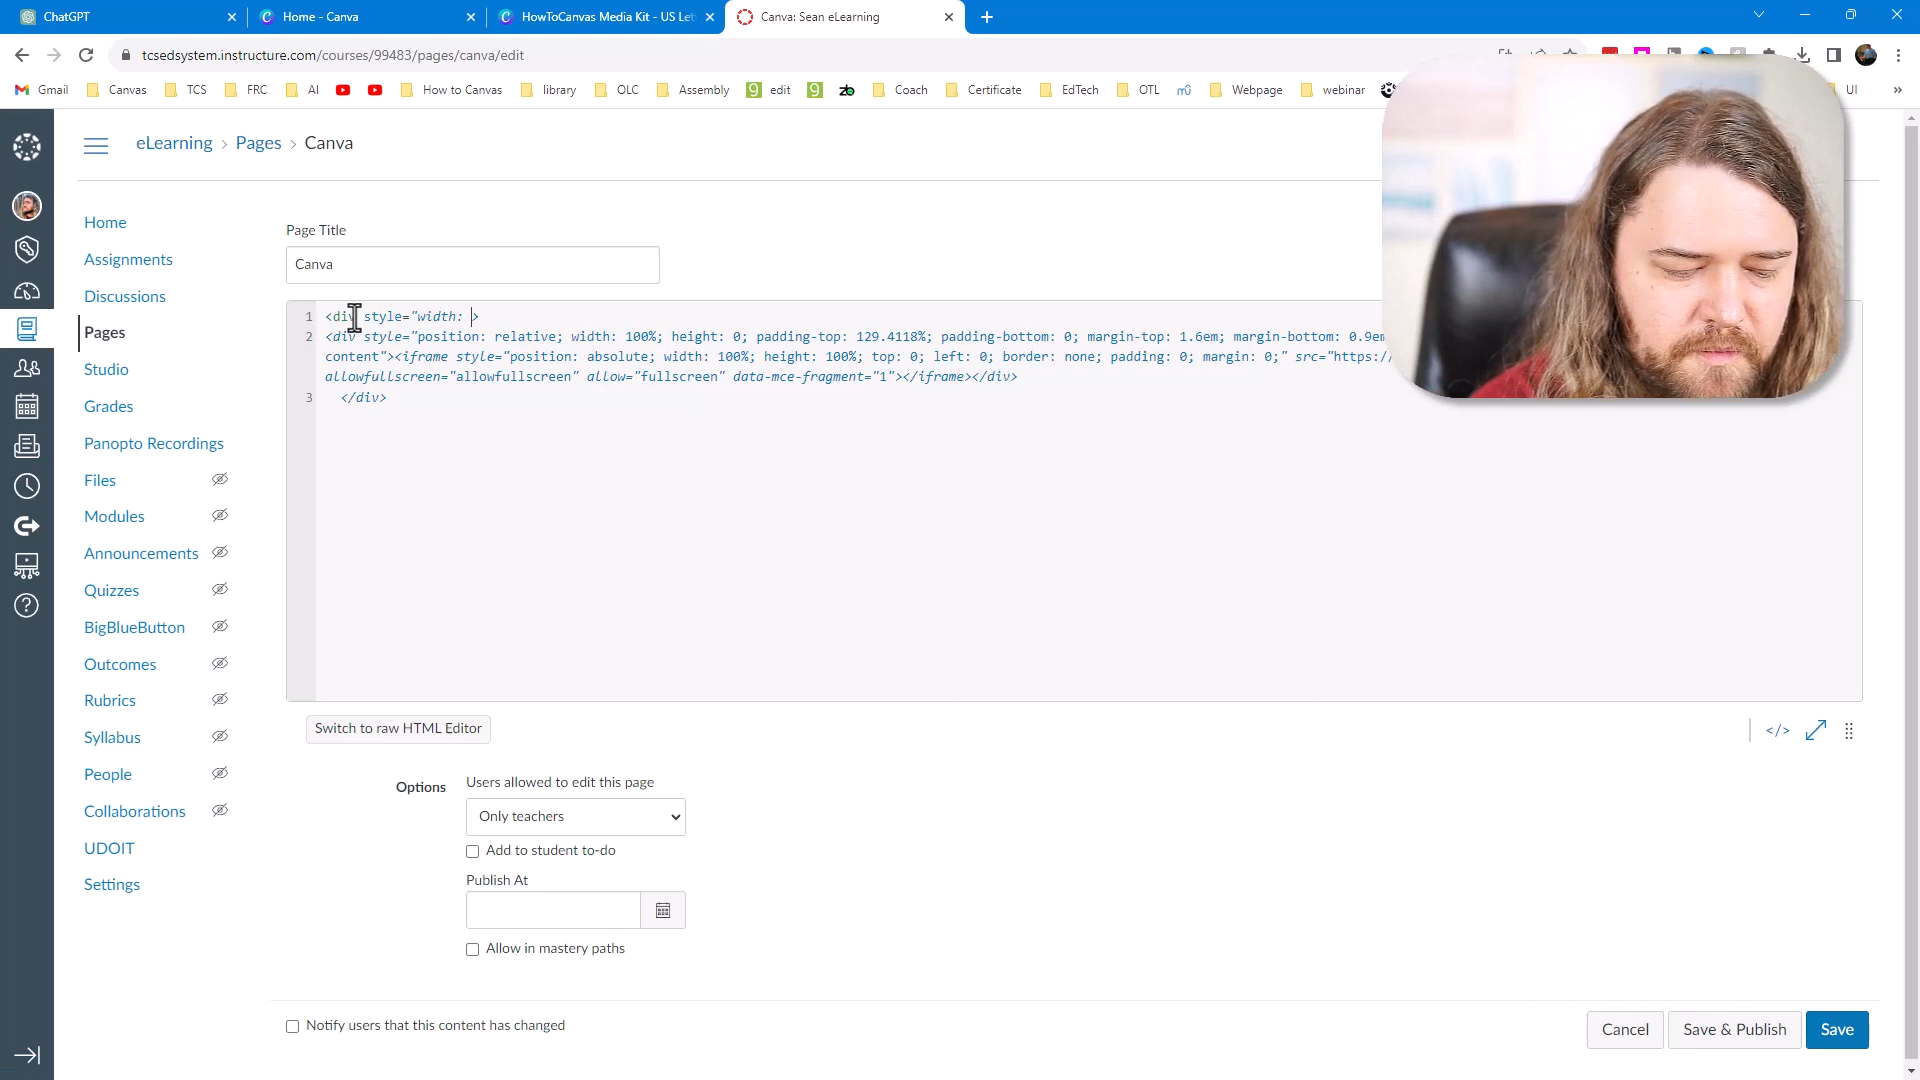 ChatGPT
Home - Canva
HowToCanvas Media Kit - US Let
Canva: Sean eLearning
tcsedsystem.instructure.com/courses/99483/pages/canva/edit
Gmail Canvas TCS FRC AI How to Canvas library OLC Assembly edit Coach Certificate EdTech OTL Webpage webinar UI
eLearning › Pages › Canva
Home
Assignments
Discussions
Pages
Studio
Grades
Panopto Recordings
Files
Modules
Announcements
Quizzes
BigBlueButton
Outcomes
Rubrics
Syllabus
People
Collaborations
UDOIT
Settings
Page Title
Canva
1 <div style="width: >
2 <div style="position: relative; width: 100%; height: 0; padding-top: 129.4118%; padding-bottom: 0; margin-top: 1.6em; margin-bottom: 0.9em
content"><iframe style="position: absolute; width: 100%; height: 100%; top: 0; left: 0; border: none; padding: 0; margin: 0;" src="https:/
allowfullscreen="allowfullscreen" allow="fullscreen" data-mce-fragment="1"></iframe></div>
3 </div>
Switch to raw HTML Editor
</>
Options
Users allowed to edit this page
Only teachers
Add to student to-do
Publish At
Allow in mastery paths
Notify users that this content has changed
Cancel
Save & Publish
Save